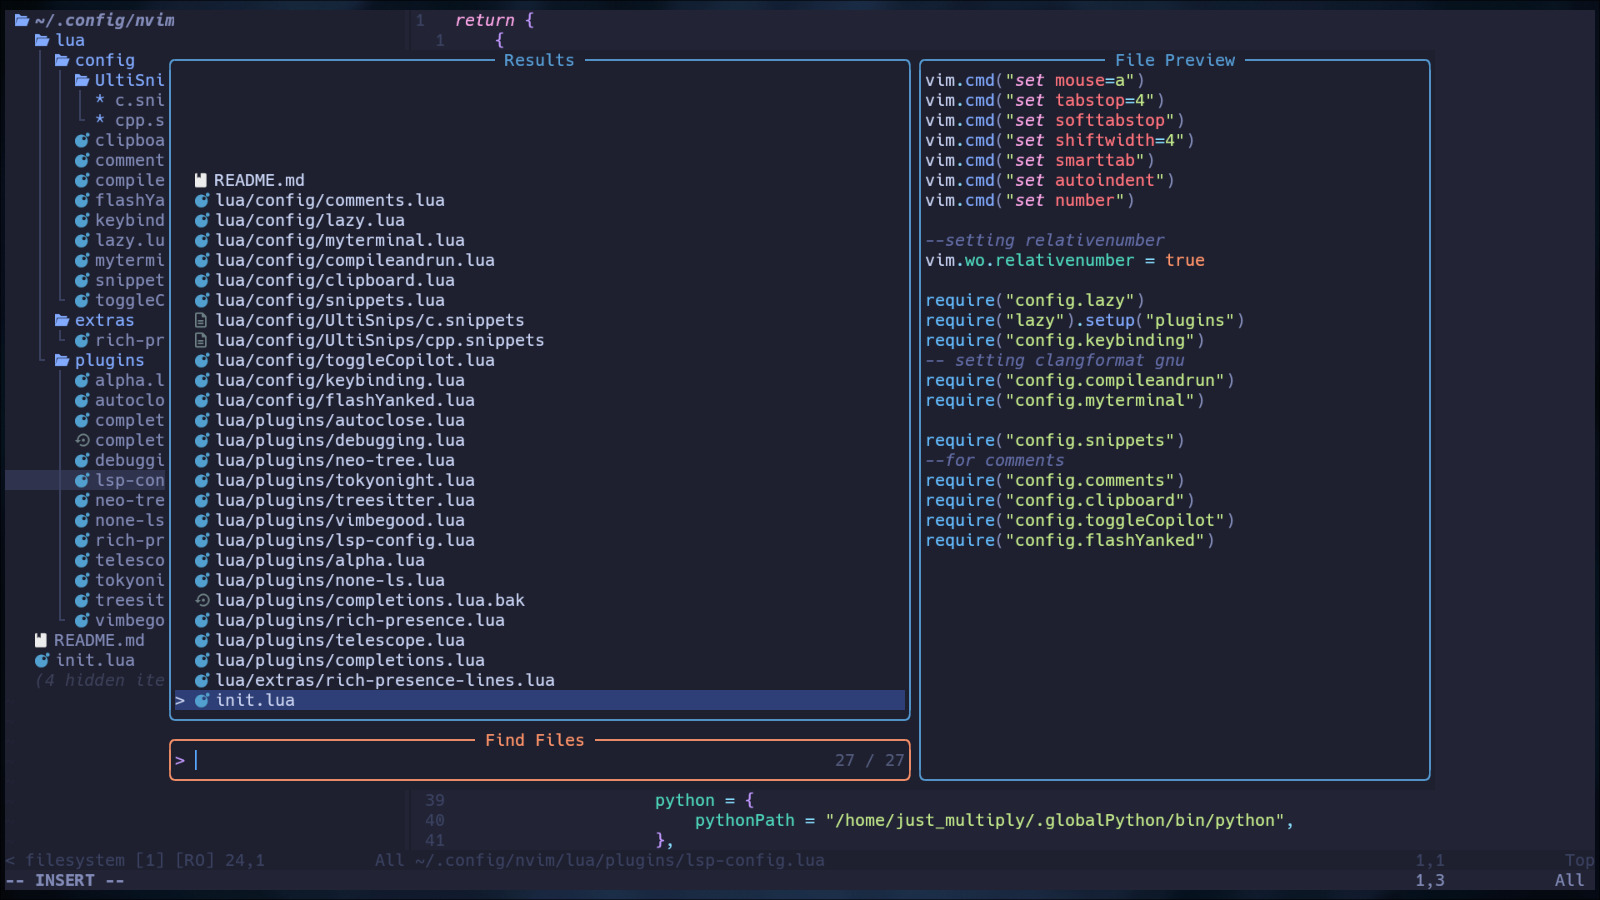 ~/.config/nvim
lua
config
UltiSni
* c.sni
* cpp.s
clipboa
comment
compile
flashYa
keybind
lazy.lu
mytermi
snippet
toggleC
extras
rich-pr
plugins
alpha.l
autoclo
complet
complet
debuggi
lsp-con
neo-tre
none-ls
rich-pr
telesco
tokyoni
treesit
vimbego
README.md
init.lua
(4 hidden ite
1 return {
1 {
Results
README.md
lua/config/comments.lua
lua/config/lazy.lua
lua/config/myterminal.lua
lua/config/compileandrun.lua
lua/config/clipboard.lua
lua/config/snippets.lua
lua/config/UltiSnips/c.snippets
lua/config/UltiSnips/cpp.snippets
lua/config/toggleCopilot.lua
lua/config/keybinding.lua
lua/config/flashYanked.lua
lua/plugins/autoclose.lua
lua/plugins/debugging.lua
lua/plugins/neo-tree.lua
lua/plugins/tokyonight.lua
lua/plugins/treesitter.lua
lua/plugins/vimbegood.lua
lua/plugins/lsp-config.lua
lua/plugins/alpha.lua
lua/plugins/none-ls.lua
lua/plugins/completions.lua.bak
lua/plugins/rich-presence.lua
lua/plugins/telescope.lua
lua/plugins/completions.lua
lua/extras/rich-presence-lines.lua
> init.lua
Find Files
> 27 / 27
File Preview
vim.cmd("set mouse=a")
vim.cmd("set tabstop=4")
vim.cmd("set softtabstop")
vim.cmd("set shiftwidth=4")
vim.cmd("set smarttab")
vim.cmd("set autoindent")
vim.cmd("set number")
--setting relativenumber
vim.wo.relativenumber = true
require("config.lazy")
require("lazy").setup("plugins")
require("config.keybinding")
-- setting clangformat gnu
require("config.compileandrun")
require("config.myterminal")
require("config.snippets")
--for comments
require("config.comments")
require("config.clipboard")
require("config.toggleCopilot")
require("config.flashYanked")
39 python = {
40 pythonPath = "/home/just_multiply/.globalPython/bin/python",
41 },
< filesystem [1] [RO] 24,1 All ~/.config/nvim/lua/plugins/lsp-config.lua 1,1 Top
-- INSERT -- 1,3 All